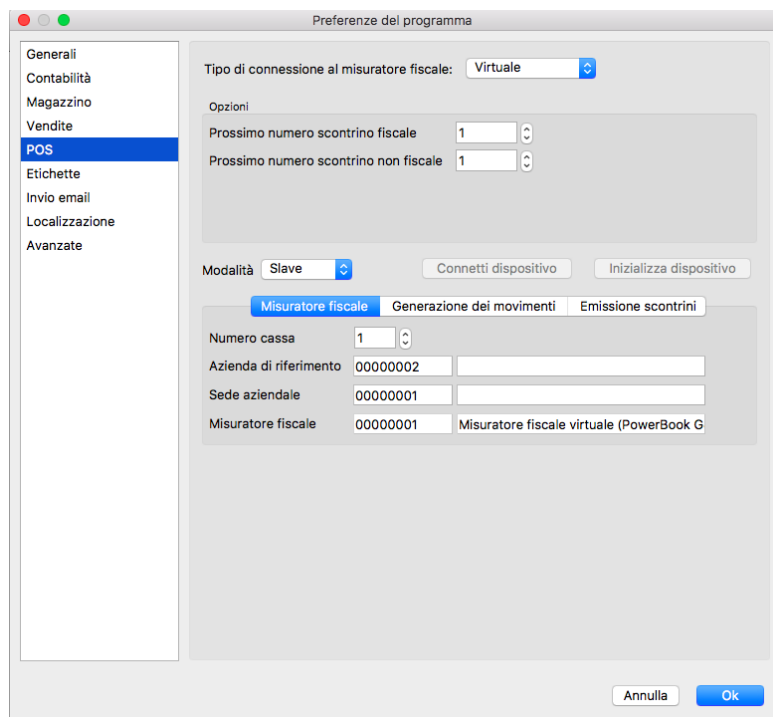 Preferenze del programma
Generali
Contabilità
Magazzino
Vendite
POS
Etichette
Invio email
Localizzazione
Avanzate
Tipo di connessione al misuratore fiscale: Virtuale
Opzioni
Prossimo numero scontrino fiscale 1
Prossimo numero scontrino non fiscale 1
Modalità Slave Connetti dispositivo Inizializza dispositivo
Misuratore fiscale Generazione dei movimenti Emissione scontrini
Numero cassa 1
Azienda di riferimento 00000002
Sede aziendale 00000001
Misuratore fiscale 00000001 Misuratore fiscale virtuale (PowerBook G
Annulla Ok